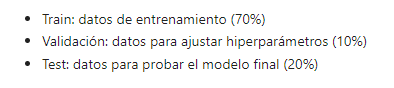 • Train: datos de entrenamiento (70%)
• Validación: datos para ajustar hiperparámetros (10%)
• Test: datos para probar el modelo final (20%)